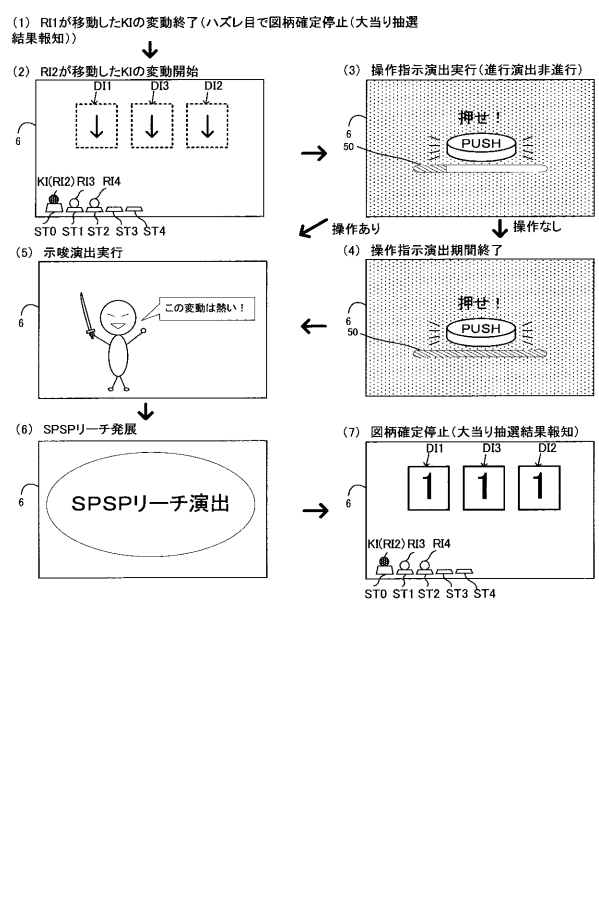 (1) RI1が移動したKIの変動終了(ハズレ目で図柄確定停止(大当り抽選
結果報知))
(2) RI2が移動したKIの変動開始
DI1 DI3 DI2
6
KI(RI2) RI3 RI4
ST0 ST1 ST2 ST3 ST4
(3) 操作指示演出実行(進行演出非進行)
押せ！
PUSH
6
50
操作あり
操作なし
(4) 操作指示演出期間終了
押せ！
PUSH
6
50
(5) 示唆演出実行
この変動は熱い！
6
(6) SPSPリーチ発展
SPSPリーチ演出
6
(7) 図柄確定停止(大当り抽選結果報知)
DI1 DI3 DI2
1 1 1
6
KI(RI2) RI3 RI4
ST0 ST1 ST2 ST3 ST4